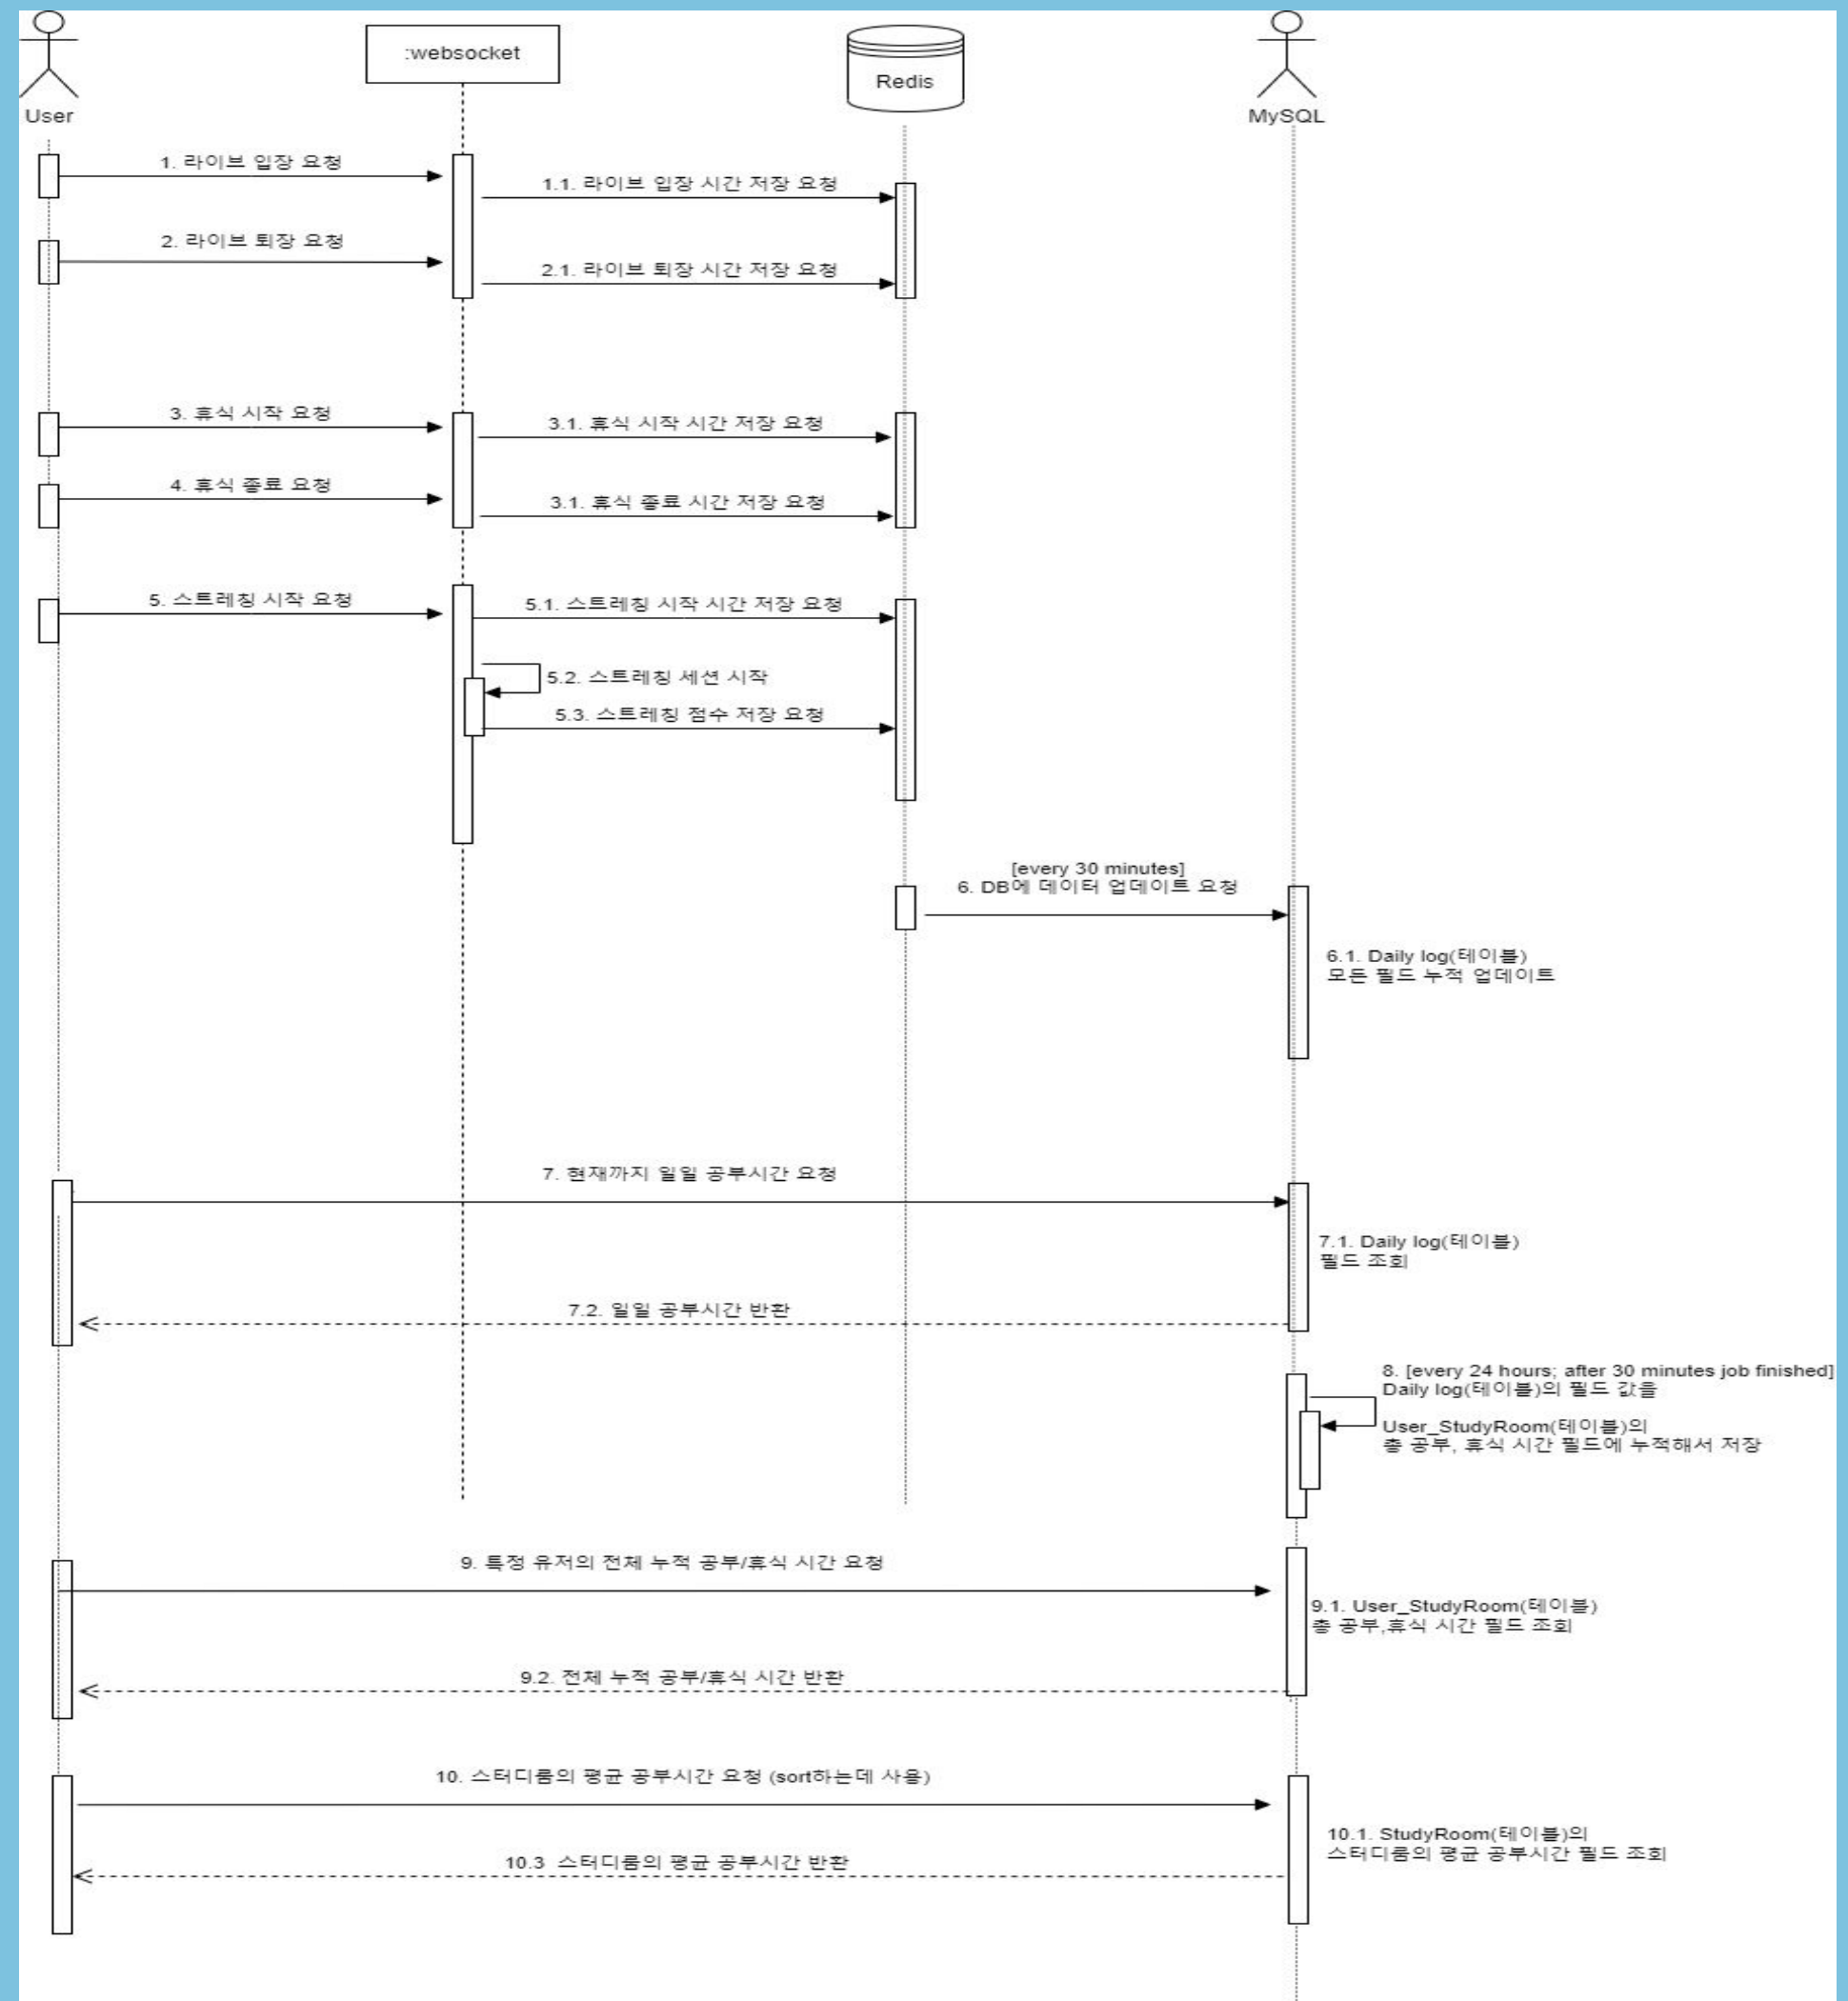 User
:websocket
Redis
MySQL
1. 라이브 입장 요청
1.1. 라이브 입장 시간 저장 요청
2. 라이브 퇴장 요청
2.1. 라이브 퇴장 시간 저장 요청
3. 휴식 시작 요청
3.1. 휴식 시작 시간 저장 요청
4. 휴식 종료 요청
3.1. 휴식 종료 시간 저장 요청
5. 스트레칭 시작 요청
5.1. 스트레칭 시작 시간 저장 요청
5.2. 스트레칭 세션 시작
5.3. 스트레칭 점수 저장 요청
[every 30 minutes]
6. DB에 데이터 업데이트 요청
6.1. Daily log(테이블)
모든 필드 누적 업데이트
7. 현재까지 일일 공부시간 요청
7.1. Daily log(테이블)
필드 조회
7.2. 일일 공부시간 반환
8. [every 24 hours; after 30 minutes job finished]
Daily log(테이블)의 필드 값을
User_StudyRoom(테이블)의
총 공부, 휴식 시간 필드에 누적해서 저장
9. 특정 유저의 전체 누적 공부/휴식 시간 요청
9.1. User_StudyRoom(테이블)
총 공부,휴식 시간 필드 조회
9.2. 전체 누적 공부/휴식 시간 반환
10. 스터디룸의 평균 공부시간 요청 (sort하는데 사용)
10.1. StudyRoom(테이블)의
스터디룸의 평균 공부시간 필드 조회
10.3 스터디룸의 평균 공부시간 반환